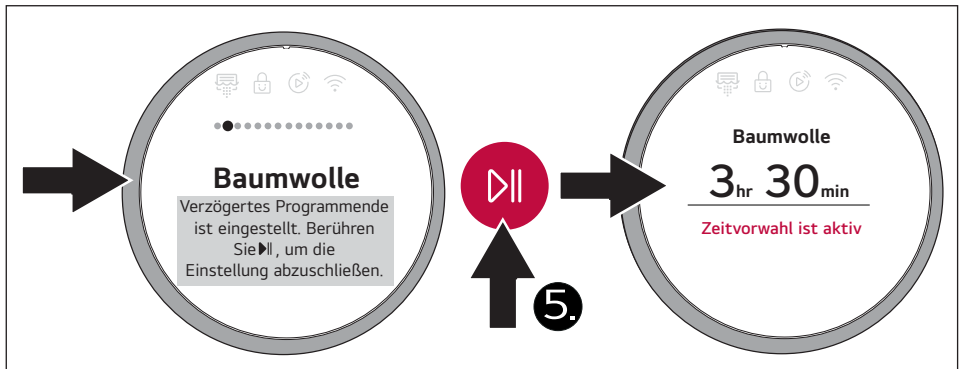 Baumwolle
Verzögertes Programmende
ist eingestellt. Berühren
Sie , um die
Einstellung abzuschließen.
5.
Baumwolle
3hr 30min
Zeitvorwahl ist aktiv